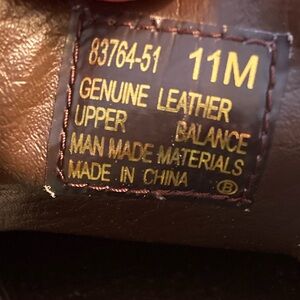 83764-51 11M
GENUINE LEATHER
UPPER BALANCE
MAN MADE MATERIALS
MADE IN CHINA B